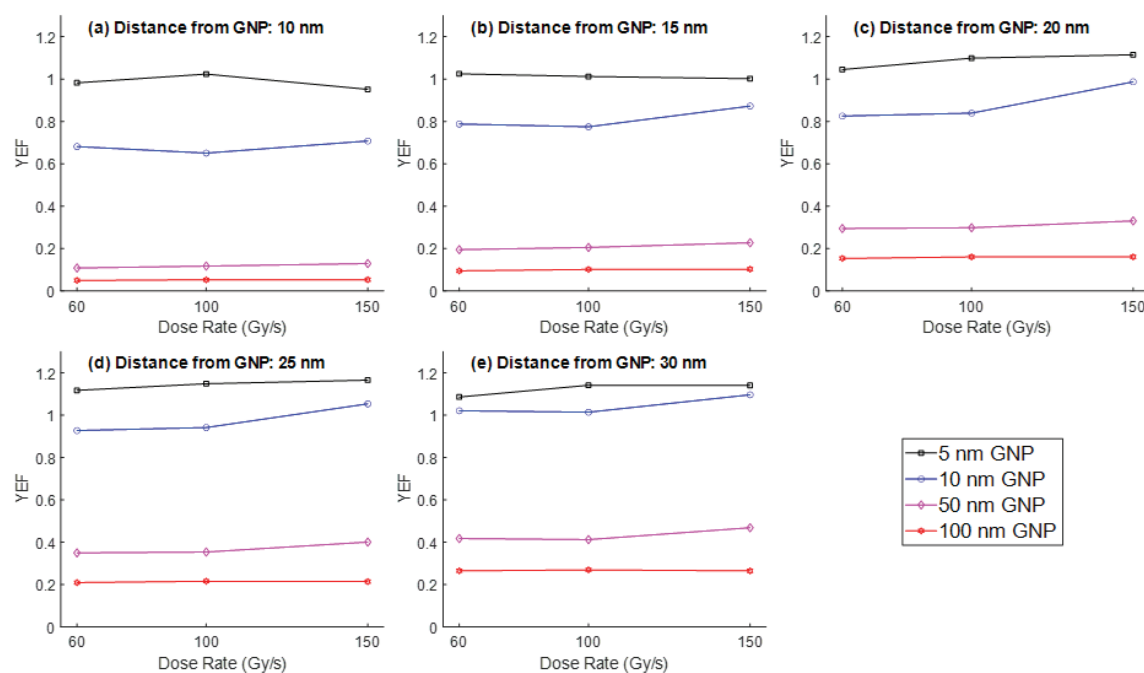 (a) Distance from GNP: 10 nm
1.2
1
0.8
0.6
0.4
0.2
0
YEF
60
100
150
Dose Rate (Gy/s)
(b) Distance from GNP: 15 nm
1.2
1
0.8
0.6
0.4
0.2
0
YEF
60
100
150
Dose Rate (Gy/s)
(c) Distance from GNP: 20 nm
1.2
1
0.8
0.6
0.4
0.2
0
YEF
60
100
150
Dose Rate (Gy/s)
(d) Distance from GNP: 25 nm
1.2
1
0.8
0.6
0.4
0.2
0
YEF
60
100
150
Dose Rate (Gy/s)
(e) Distance from GNP: 30 nm
1.2
1
0.8
0.6
0.4
0.2
0
YEF
60
100
150
Dose Rate (Gy/s)
5 nm GNP
10 nm GNP
50 nm GNP
100 nm GNP